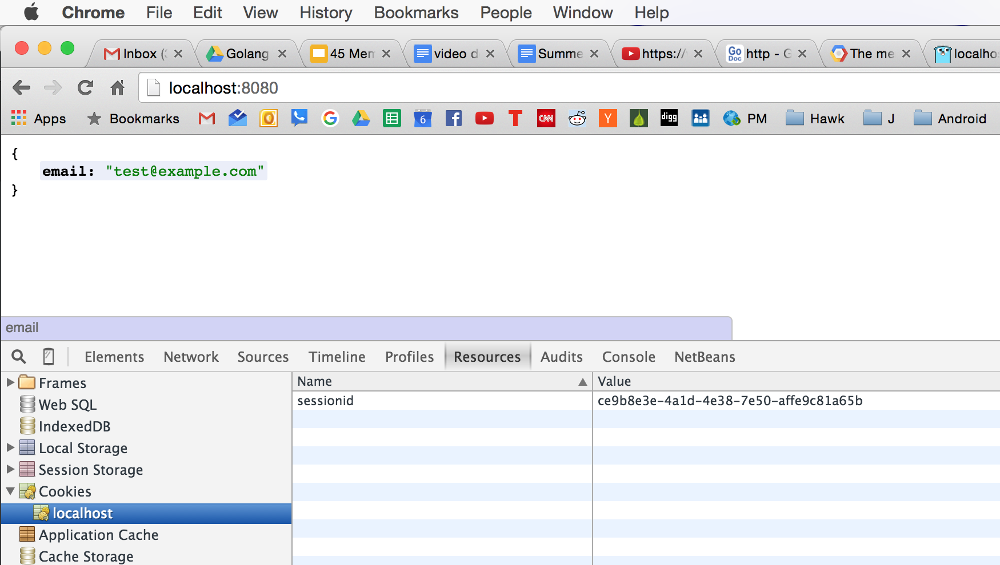 Chrome File Edit View History Bookmarks People Window Help
Inbox ( Golang 45 Mem video d Summe https:// http - G The me localhos
localhost:8080
Apps Bookmarks 6 CNN Y digg PM Hawk J Android
{
email: "test@example.com"
}
email
Elements Network Sources Timeline Profiles Resources Audits Console NetBeans
Name Value
Frames
sessionid ce9b8e3e-4a1d-4e38-7e50-affe9c81a65b
Web SQL
IndexedDB
Local Storage
Session Storage
Cookies
localhost
Application Cache
Cache Storage